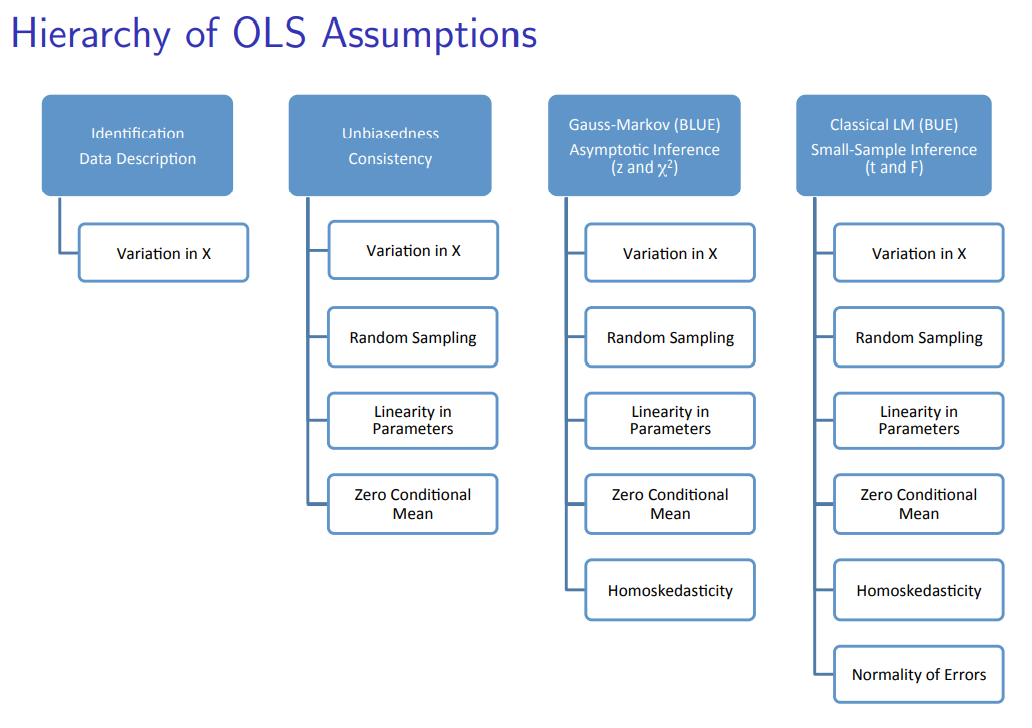 Hierarchy of OLS Assumptions
Identification
Data Description
Variation in X
Unbiasedness
Consistency
Variation in X
Random Sampling
Linearity in
Parameters
Zero Conditional
Mean
Gauss-Markov (BLUE)
Asymptotic Inference
(z and χ²)
Variation in X
Random Sampling
Linearity in
Parameters
Zero Conditional
Mean
Homoskedasticity
Classical LM (BUE)
Small-Sample Inference
(t and F)
Variation in X
Random Sampling
Linearity in
Parameters
Zero Conditional
Mean
Homoskedasticity
Normality of Errors